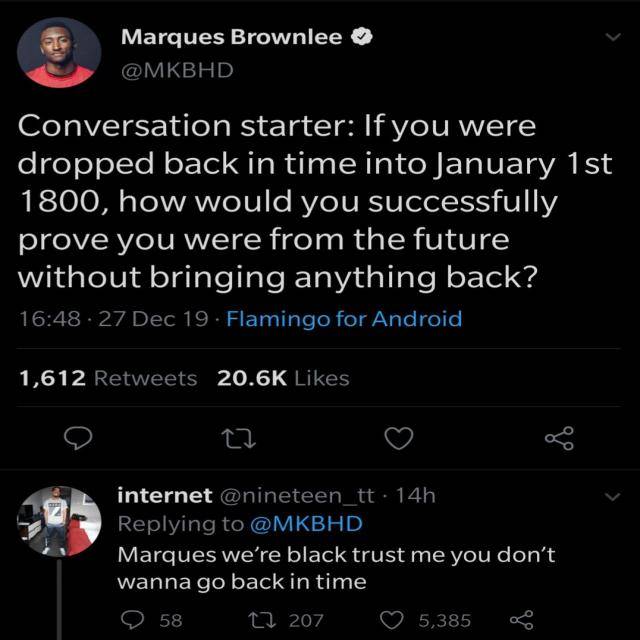 Marques Brownlee
@MKBHD
Conversation starter: If you were
dropped back in time into January 1st
1800, how would you successfully
prove you were from the future
without bringing anything back?
16:48 · 27 Dec 19 · Flamingo for Android
1,612 Retweets 20.6K Likes
internet @nineteen_tt · 14h
Replying to @MKBHD
Marques we're black trust me you don't
wanna go back in time
58 207 5,385